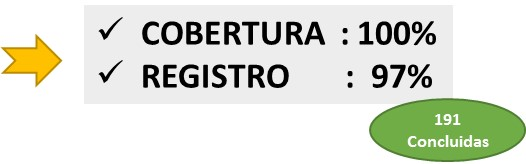 ✓ COBERTURA : 100%
✓ REGISTRO : 97%
191
Concluidas